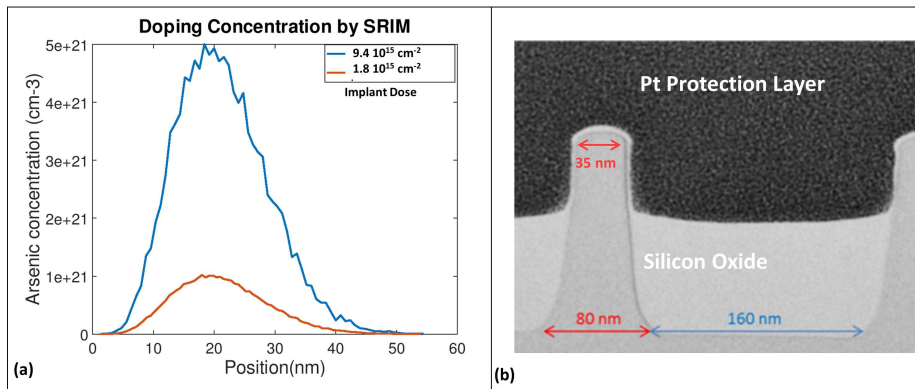 Doping Concentration by SRIM
Arsenic concentration (cm-3)
5e+21
4e+21
3e+21
2e+21
1e+21
0
0 10 20 30 40 50 60
Position(nm)
9.4 10¹⁵ cm⁻²
1.8 10¹⁵ cm⁻²
Implant Dose
(a)
Pt Protection Layer
35 nm
Silicon Oxide
80 nm
160 nm
(b)